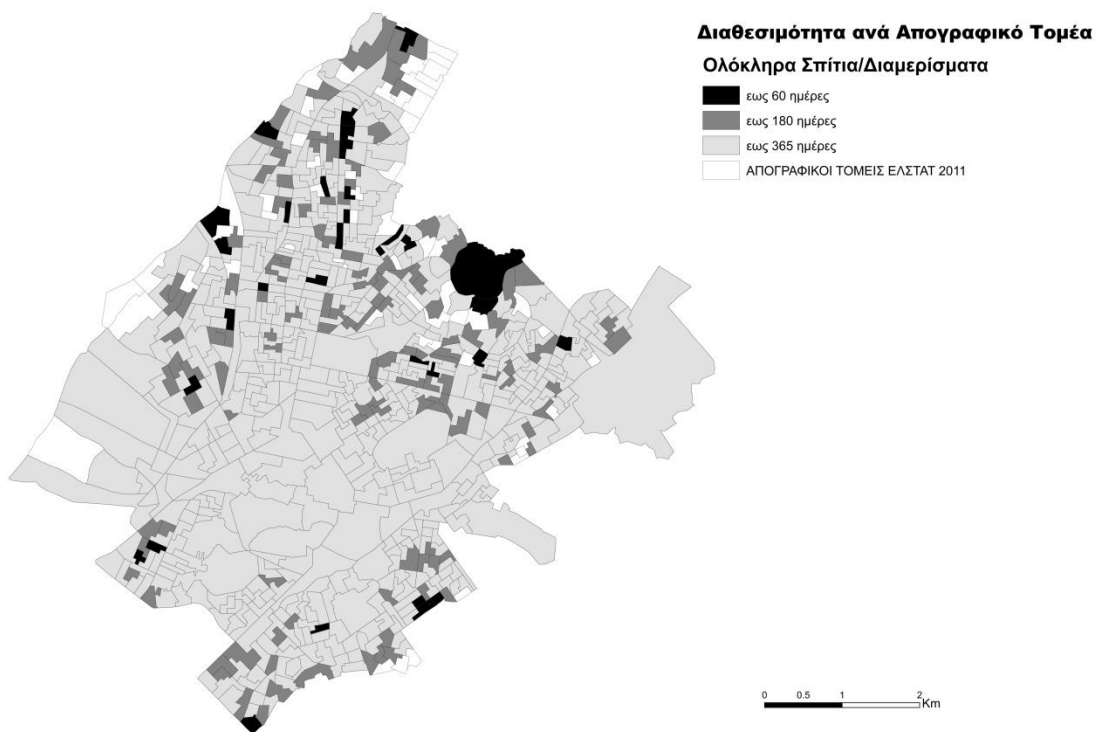 Διαθεσιμότητα ανά Απογραφικό Τομέα
Ολόκληρα Σπίτια/Διαμερίσματα
εως 60 ημέρες
εως 180 ημέρες
εως 365 ημέρες
ΑΠΟΓΡΑΦΙΚΟΙ ΤΟΜΕΙΣ ΕΛΣΤΑΤ 2011
0 0.5 1 2
Km